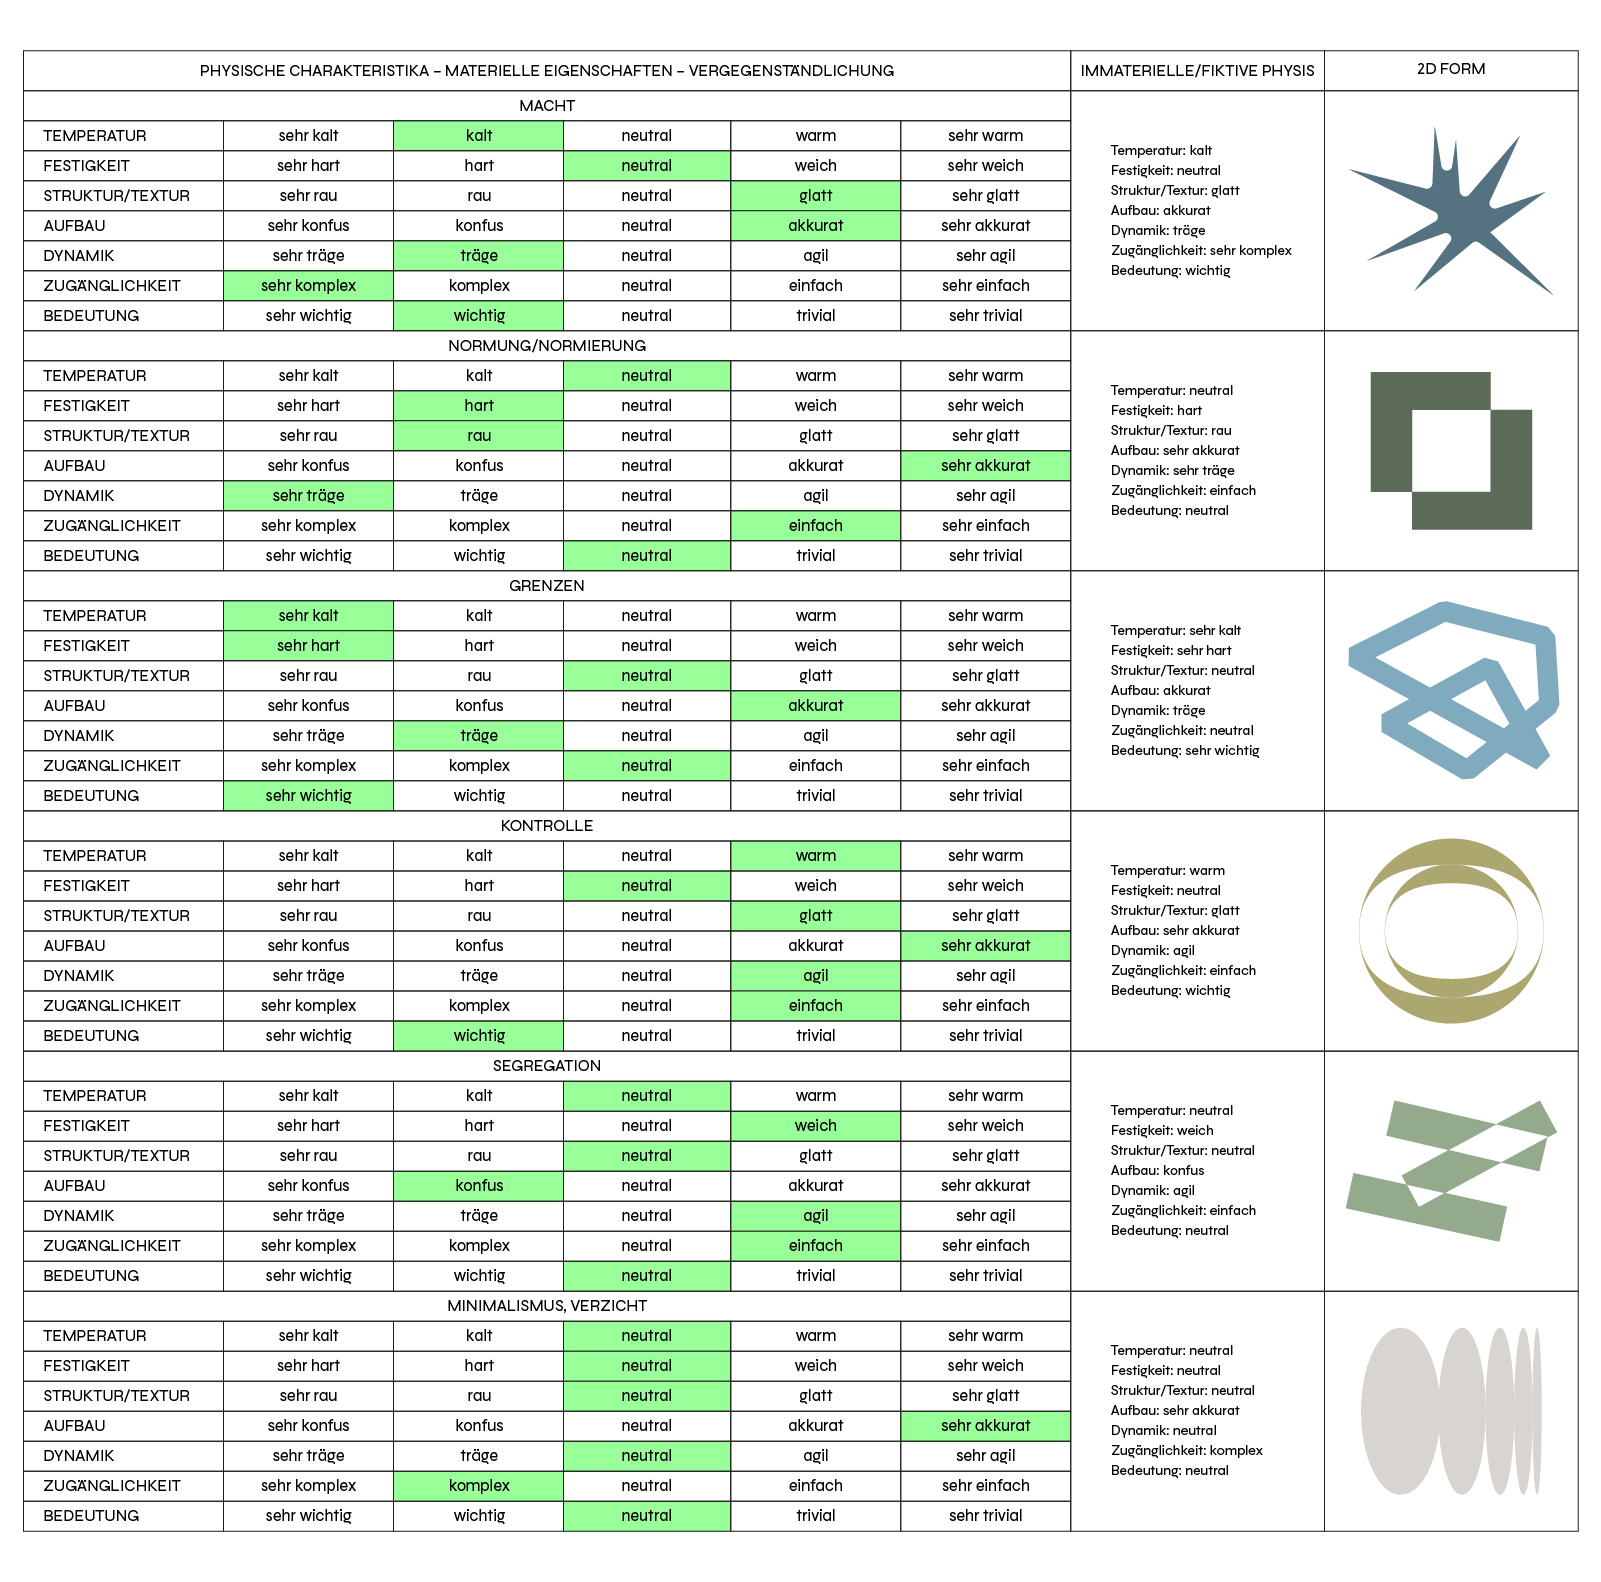 PHYSISCHE CHARAKTERISTIKA – MATERIELLE EIGENSCHAFTEN – VERGEGENSTÄNDLICHUNG IMMATERIELLE/FIKTIVE PHYSIS 2D FORM
MACHT
TEMPERATUR sehr kalt kalt neutral warm sehr warm
FESTIGKEIT sehr hart hart neutral weich sehr weich
STRUKTUR/TEXTUR sehr rau rau neutral glatt sehr glatt
AUFBAU sehr konfus konfus neutral akkurat sehr akkurat
DYNAMIK sehr träge träge neutral agil sehr agil
ZUGÄNGLICHKEIT sehr komplex komplex neutral einfach sehr einfach
BEDEUTUNG sehr wichtig wichtig neutral trivial sehr trivial
Temperatur: kalt
Festigkeit: neutral
Struktur/Textur: glatt
Aufbau: akkurat
Dynamik: träge
Zugänglichkeit: sehr komplex
Bedeutung: wichtig
NORMUNG/NORMIERUNG
TEMPERATUR sehr kalt kalt neutral warm sehr warm
FESTIGKEIT sehr hart hart neutral weich sehr weich
STRUKTUR/TEXTUR sehr rau rau neutral glatt sehr glatt
AUFBAU sehr konfus konfus neutral akkurat sehr akkurat
DYNAMIK sehr träge träge neutral agil sehr agil
ZUGÄNGLICHKEIT sehr komplex komplex neutral einfach sehr einfach
BEDEUTUNG sehr wichtig wichtig neutral trivial sehr trivial
Temperatur: neutral
Festigkeit: hart
Struktur/Textur: rau
Aufbau: sehr akkurat
Dynamik: sehr träge
Zugänglichkeit: einfach
Bedeutung: neutral
GRENZEN
TEMPERATUR sehr kalt kalt neutral warm sehr warm
FESTIGKEIT sehr hart hart neutral weich sehr weich
STRUKTUR/TEXTUR sehr rau rau neutral glatt sehr glatt
AUFBAU sehr konfus konfus neutral akkurat sehr akkurat
DYNAMIK sehr träge träge neutral agil sehr agil
ZUGÄNGLICHKEIT sehr komplex komplex neutral einfach sehr einfach
BEDEUTUNG sehr wichtig wichtig neutral trivial sehr trivial
Temperatur: sehr kalt
Festigkeit: sehr hart
Struktur/Textur: neutral
Aufbau: akkurat
Dynamik: träge
Zugänglichkeit: neutral
Bedeutung: sehr wichtig
KONTROLLE
TEMPERATUR sehr kalt kalt neutral warm sehr warm
FESTIGKEIT sehr hart hart neutral weich sehr weich
STRUKTUR/TEXTUR sehr rau rau neutral glatt sehr glatt
AUFBAU sehr konfus konfus neutral akkurat sehr akkurat
DYNAMIK sehr träge träge neutral agil sehr agil
ZUGÄNGLICHKEIT sehr komplex komplex neutral einfach sehr einfach
BEDEUTUNG sehr wichtig wichtig neutral trivial sehr trivial
Temperatur: warm
Festigkeit: neutral
Struktur/Textur: glatt
Aufbau: sehr akkurat
Dynamik: agil
Zugänglichkeit: einfach
Bedeutung: wichtig
SEGREGATION
TEMPERATUR sehr kalt kalt neutral warm sehr warm
FESTIGKEIT sehr hart hart neutral weich sehr weich
STRUKTUR/TEXTUR sehr rau rau neutral glatt sehr glatt
AUFBAU sehr konfus konfus neutral akkurat sehr akkurat
DYNAMIK sehr träge träge neutral agil sehr agil
ZUGÄNGLICHKEIT sehr komplex komplex neutral einfach sehr einfach
BEDEUTUNG sehr wichtig wichtig neutral trivial sehr trivial
Temperatur: neutral
Festigkeit: weich
Struktur/Textur: neutral
Aufbau: konfus
Dynamik: agil
Zugänglichkeit: einfach
Bedeutung: neutral
MINIMALISMUS, VERZICHT
TEMPERATUR sehr kalt kalt neutral warm sehr warm
FESTIGKEIT sehr hart hart neutral weich sehr weich
STRUKTUR/TEXTUR sehr rau rau neutral glatt sehr glatt
AUFBAU sehr konfus konfus neutral akkurat sehr akkurat
DYNAMIK sehr träge träge neutral agil sehr agil
ZUGÄNGLICHKEIT sehr komplex komplex neutral einfach sehr einfach
BEDEUTUNG sehr wichtig wichtig neutral trivial sehr trivial
Temperatur: neutral
Festigkeit: neutral
Struktur/Textur: neutral
Aufbau: sehr akkurat
Dynamik: neutral
Zugänglichkeit: komplex
Bedeutung: neutral